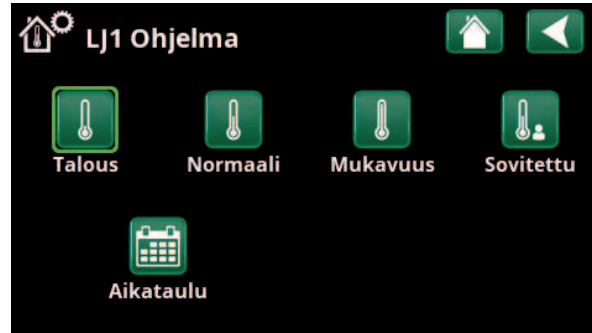 LJ1 Ohjelma
Talous
Normaali
Mukavuus
Sovitettu
Aikataulu